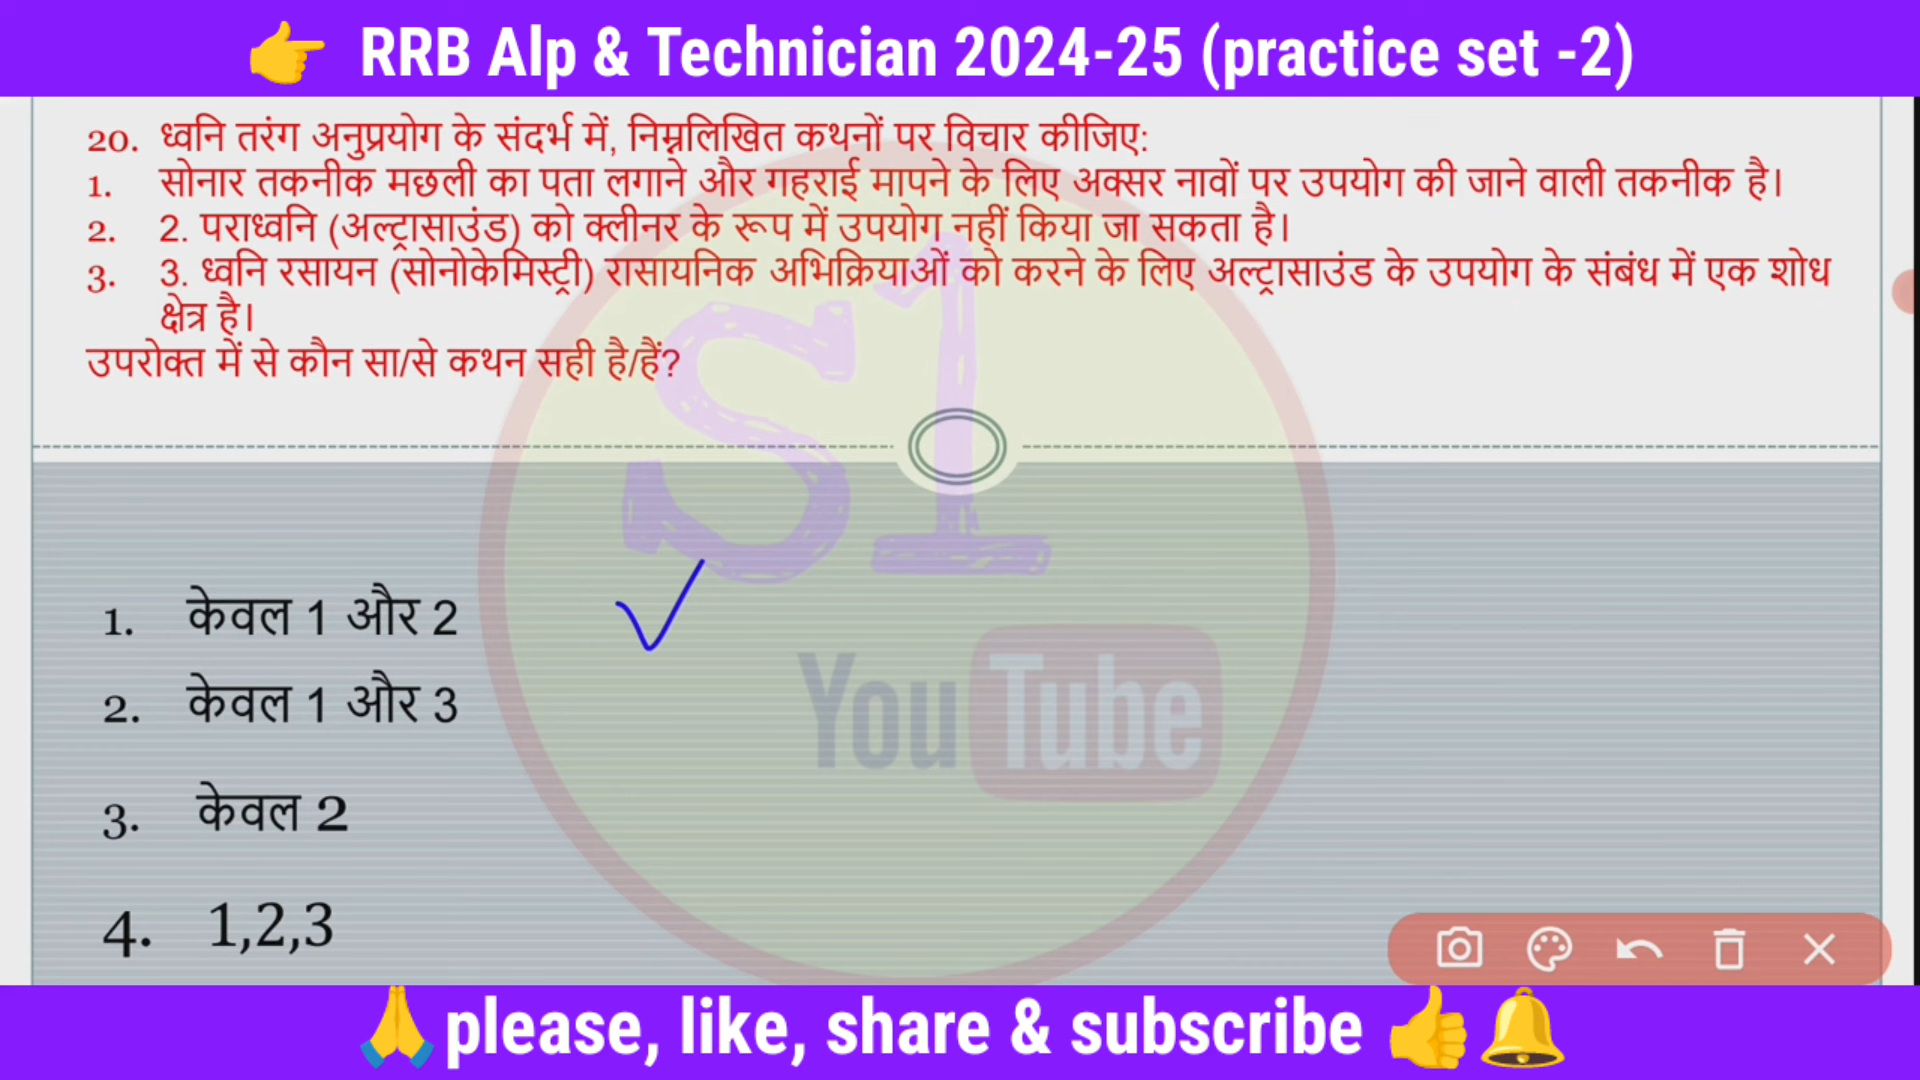 👉 RRB Alp & Technician 2024-25 (practice set -2)
20. ध्वनि तरंग अनुप्रयोग के संदर्भ में, निम्नलिखित कथनों पर विचार कीजिए:
1. सोनार तकनीक मछली का पता लगाने और गहराई मापने के लिए अक्सर नावों पर उपयोग की जाने वाली तकनीक है।
2. 2. पराध्वनि (अल्ट्रासाउंड) को क्लीनर के रूप में उपयोग नहीं किया जा सकता है।
3. 3. ध्वनि रसायन (सोनोकेमिस्ट्री) रासायनिक अभिक्रियाओं को करने के लिए अल्ट्रासाउंड के उपयोग के संबंध में एक शोध
क्षेत्र है।
उपरोक्त में से कौन सा/से कथन सही है/हैं?
S1
1. केवल 1 और 2
2. केवल 1 और 3
YouTube
3. केवल 2
4. 1,2,3
🙏please, like, share & subscribe 👍🔔